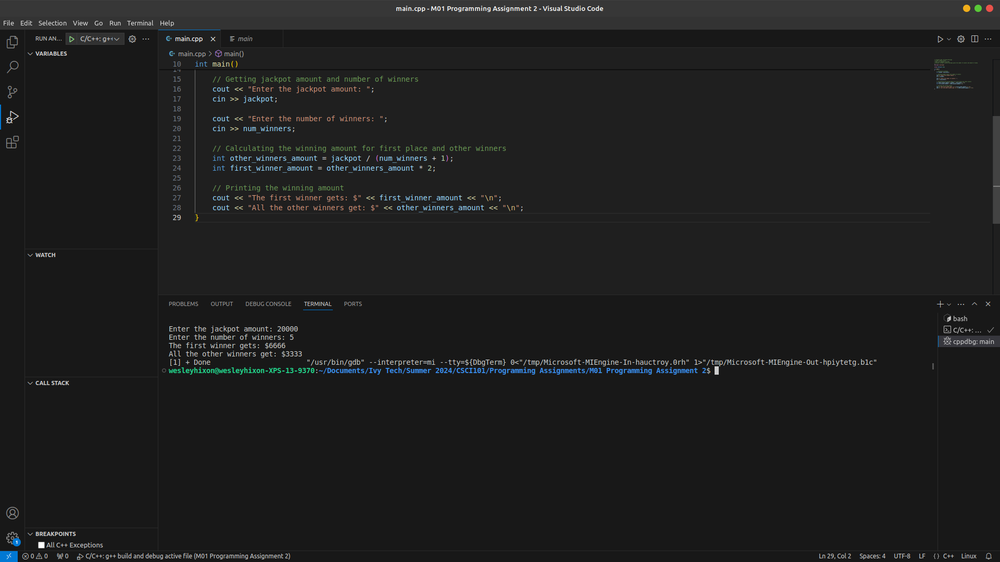 main.cpp - M01 Programming Assignment 2 - Visual Studio Code
File Edit Selection View Go Run Terminal Help
RUN AN... C/C++: g++
main.cpp main
main.cpp main()
VARIABLES
10 int main()
14
15 // Getting jackpot amount and number of winners
16 cout << "Enter the jackpot amount: ";
17 cin >> jackpot;
18
19 cout << "Enter the number of winners: ";
20 cin >> num_winners;
21
22 // Calculating the winning amount for first place and other winners
23 int other_winners_amount = jackpot / (num_winners + 1);
24 int first_winner_amount = other_winners_amount * 2;
25
26 // Printing the winning amount
27 cout << "The first winner gets: $" << first_winner_amount << "\n";
28 cout << "All the other winners get: $" << other_winners_amount << "\n";
29 }
WATCH
CALL STACK
BREAKPOINTS
All C++ Exceptions
PROBLEMS OUTPUT DEBUG CONSOLE TERMINAL PORTS
Enter the jackpot amount: 20000
Enter the number of winners: 5
The first winner gets: $6666
All the other winners get: $3333
[1] + Done "/usr/bin/gdb" --interpreter=mi --tty=${DbgTerm} 0<"/tmp/Microsoft-MIEngine-In-hauctroy.0rh" 1>"/tmp/Microsoft-MIEngine-Out-hpiytetg.b1c"
wesleyhixon@wesleyhixon-XPS-13-9370:~/Documents/Ivy Tech/Summer 2024/CSCI101/Programming Assignments/M01 Programming Assignment 2$
bash
C/C++: ...
cppdbg: main
1
0 0 0 C/C++: g++ build and debug active file (M01 Programming Assignment 2)
Ln 29, Col 2 Spaces: 4 UTF-8 LF {} C++ Linux